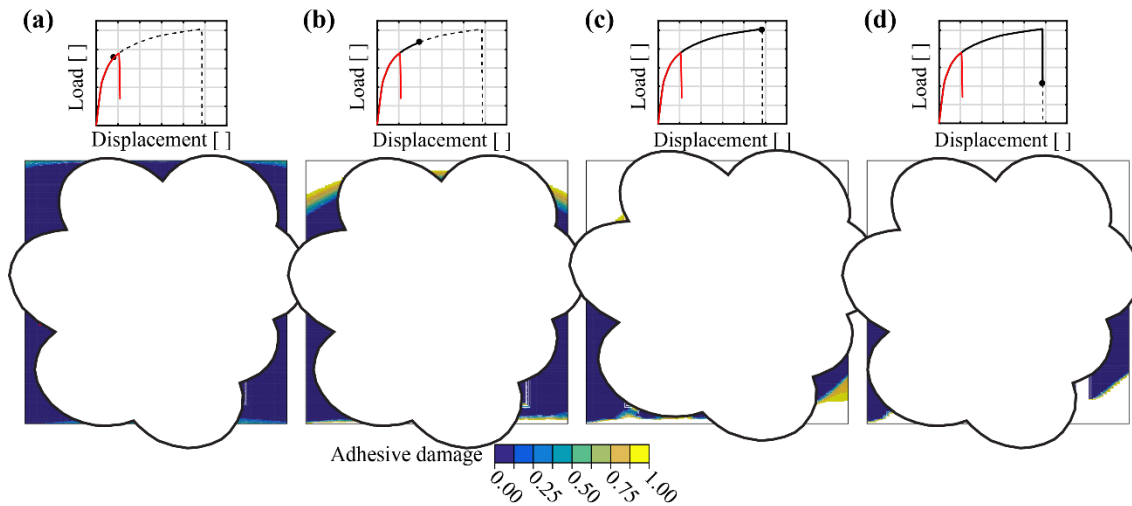 (a)
(b)
(c)
(d)
Load [ ]
Load [ ]
Load [ ]
Load [ ]
Displacement [ ]
Displacement [ ]
Displacement [ ]
Displacement [ ]
Adhesive damage
0.00
0.25
0.50
0.75
1.00